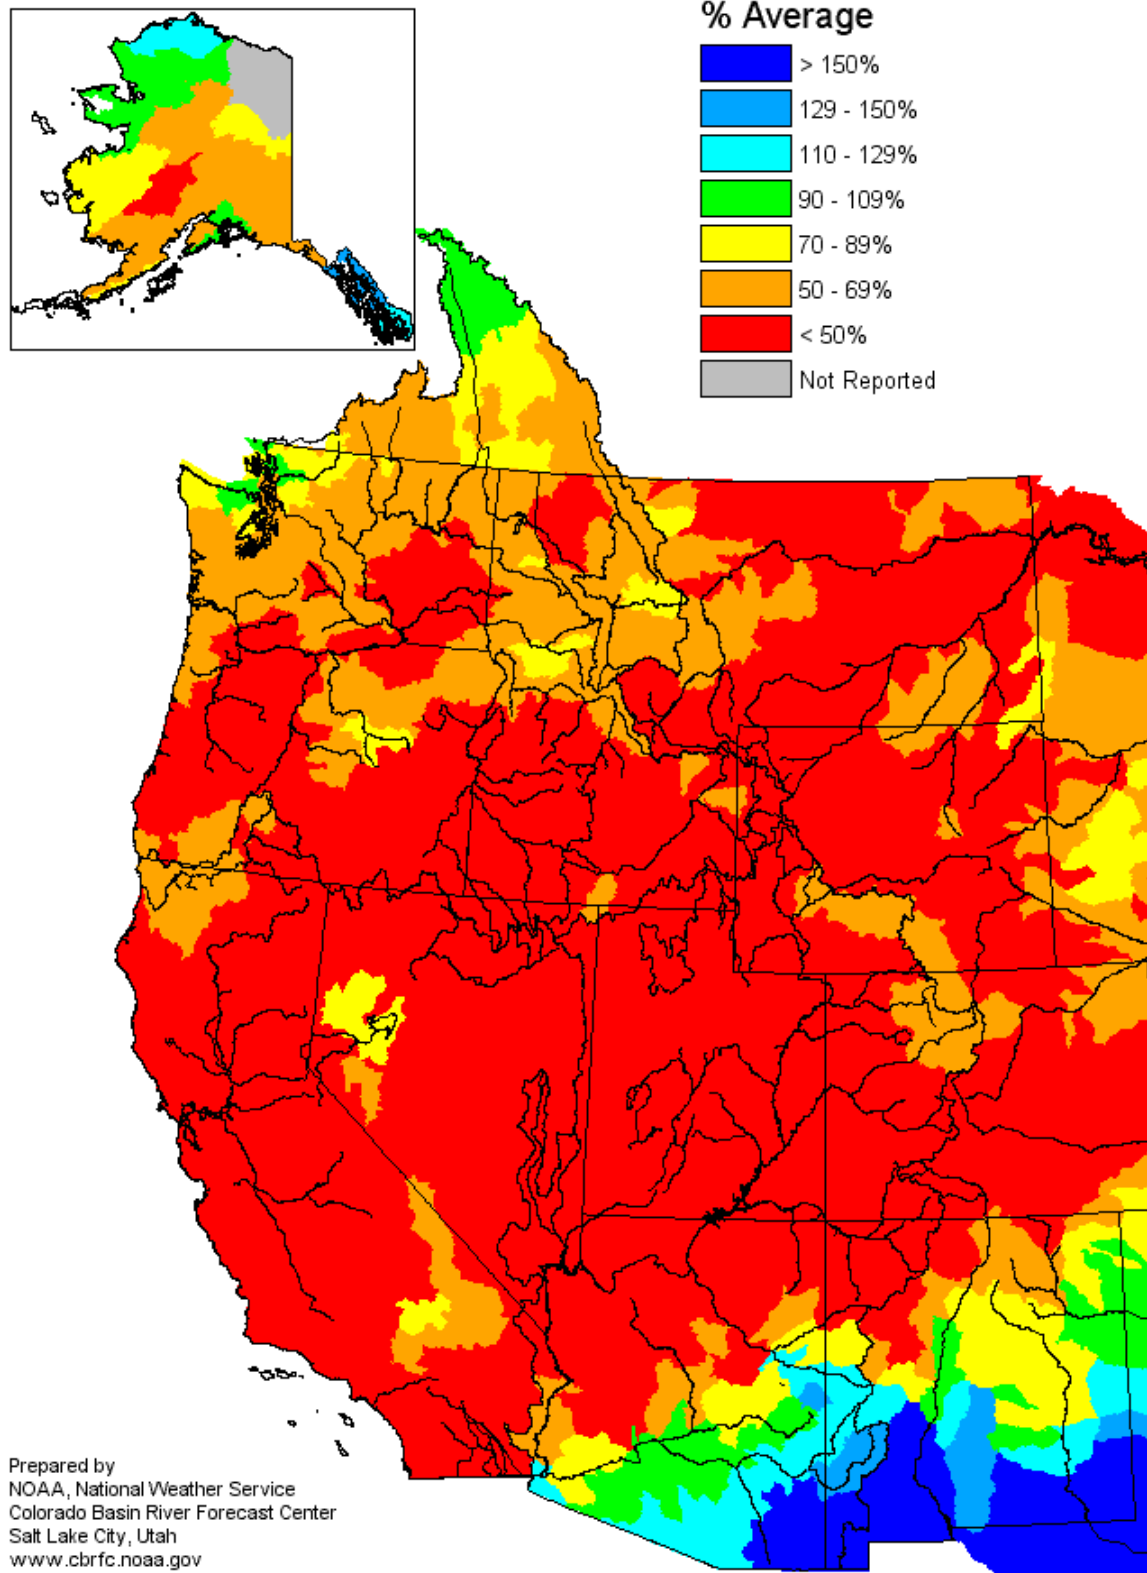 % Average
> 150%
129 - 150%
110 - 129%
90 - 109%
70 - 89%
50 - 69%
< 50%
Not Reported
Prepared by
NOAA, National Weather Service
Colorado Basin River Forecast Center
Salt Lake City, Utah
www.cbrfc.noaa.gov